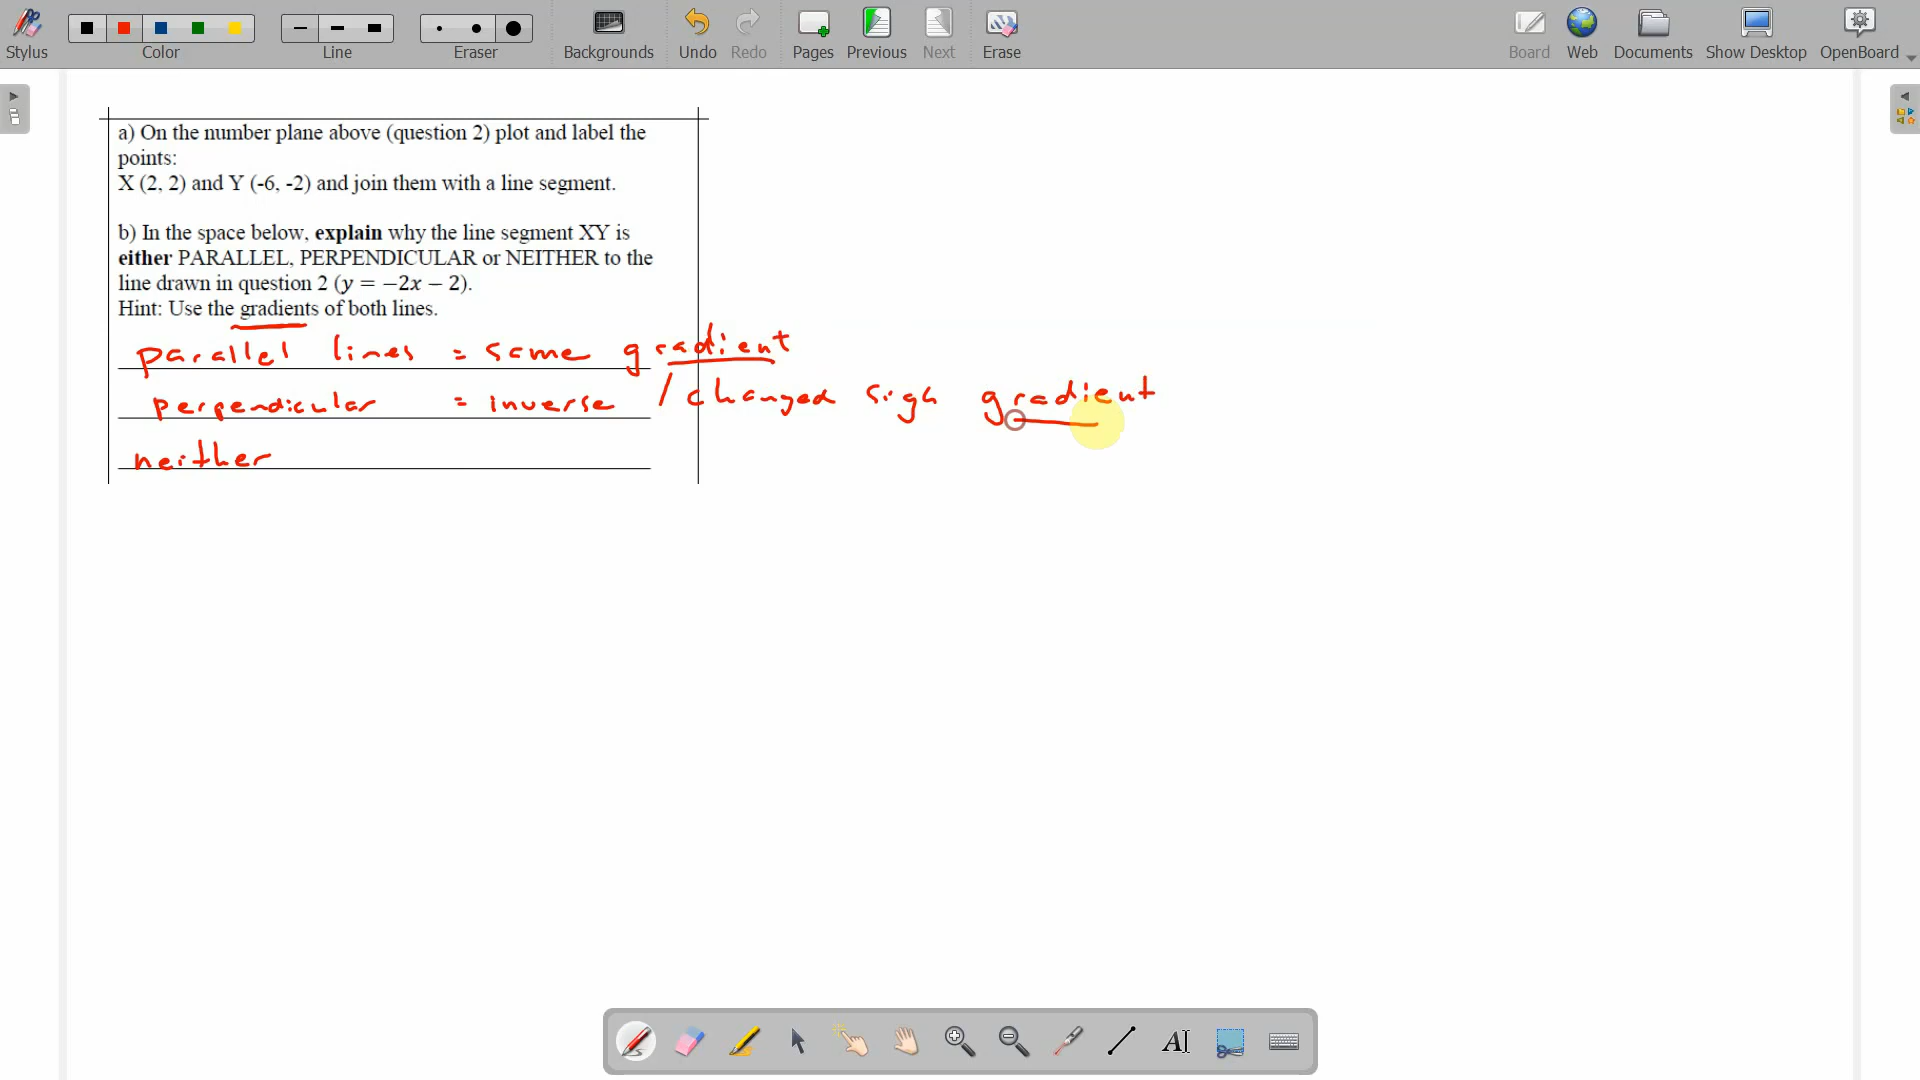 Stylus
Color
Line
Eraser
Backgrounds
Undo
Redo
Pages
Previous
Next
Erase
Board
Web
Documents
Show Desktop
OpenBoard
a) On the number plane above (question 2) plot and label the
points:
X (2, 2) and Y (-6, -2) and join them with a line segment.
b) In the space below, explain why the line segment XY is
either PARALLEL, PERPENDICULAR or NEITHER to the
line drawn in question 2 (y = −2x − 2).
Hint: Use the gradients of both lines.
parallel lines = same gradient
perpendicular = inverse / changed sign gradient
neither
AI